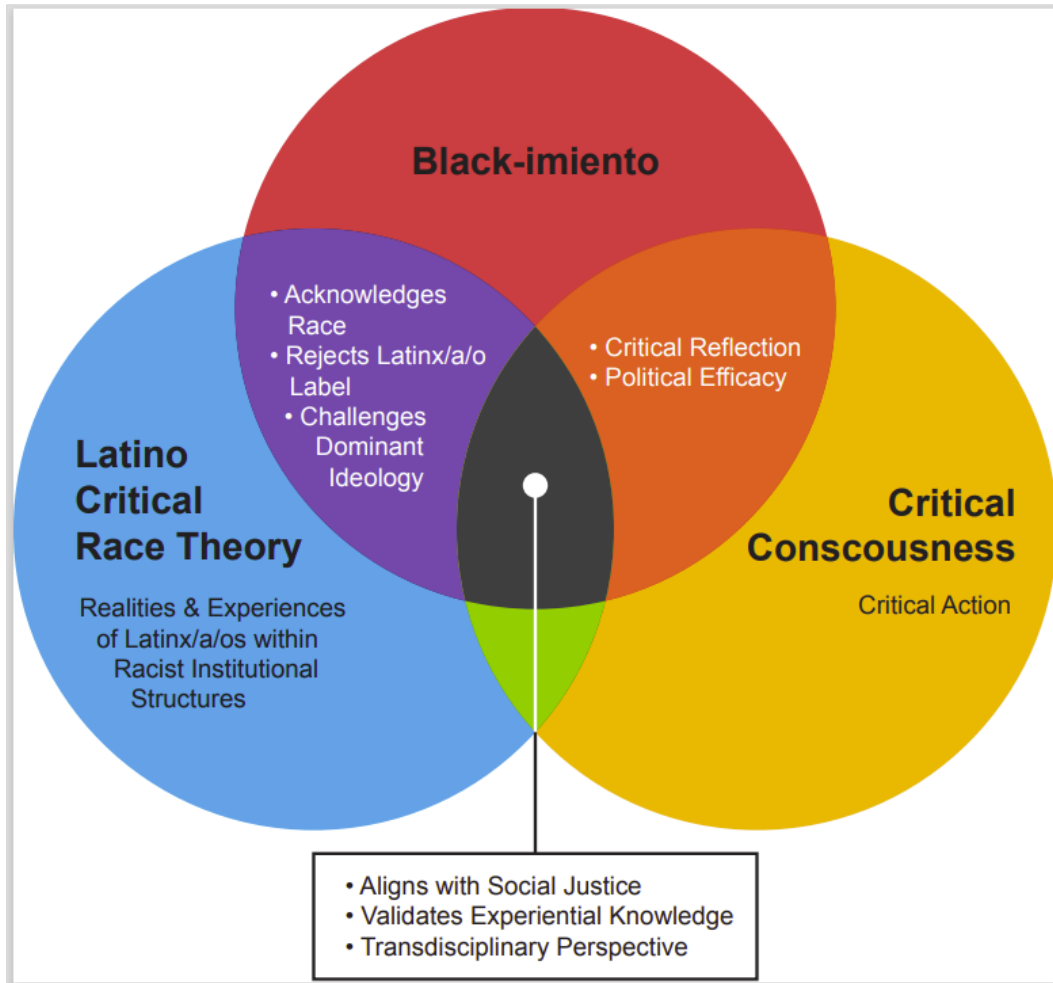 Black-imiento
• Acknowledges
Race
• Rejects Latinx/a/o
Label
• Challenges
Dominant
Ideology
• Critical Reflection
• Political Efficacy
Latino
Critical
Race Theory
Realities & Experiences
of Latinx/a/os within
Racist Institutional
Structures
Critical
Conscousness
Critical Action
• Aligns with Social Justice
• Validates Experiential Knowledge
• Transdisciplinary Perspective